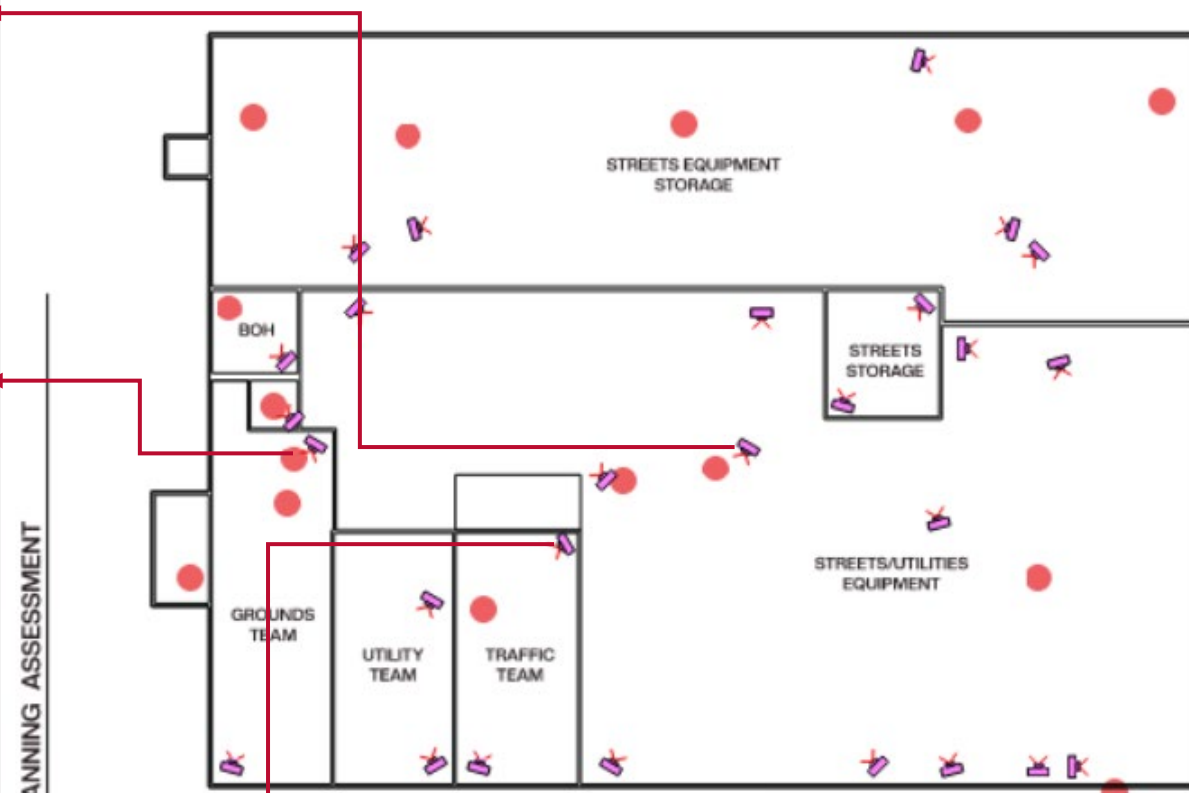 STREETS EQUIPMENT
STORAGE
BOH
STREETS
STORAGE
STREETS/UTILITIES
EQUIPMENT
GROUNDS
TEAM
UTILITY
TEAM
TRAFFIC
TEAM
ANNING ASSESSMENT